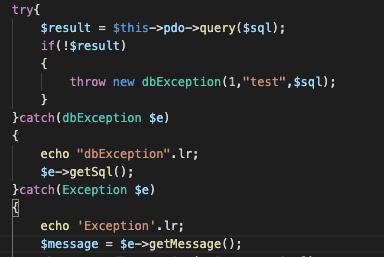 try{
$result = $this->pdo->query($sql);
if(!$result)
{
throw new dbException(1,"test",$sql);
}
}catch(dbException $e)
{
echo "dbException".lr;
$e->getSql();
}catch(Exception $e)
{
echo 'Exception'.lr;
$message = $e->getMessage();